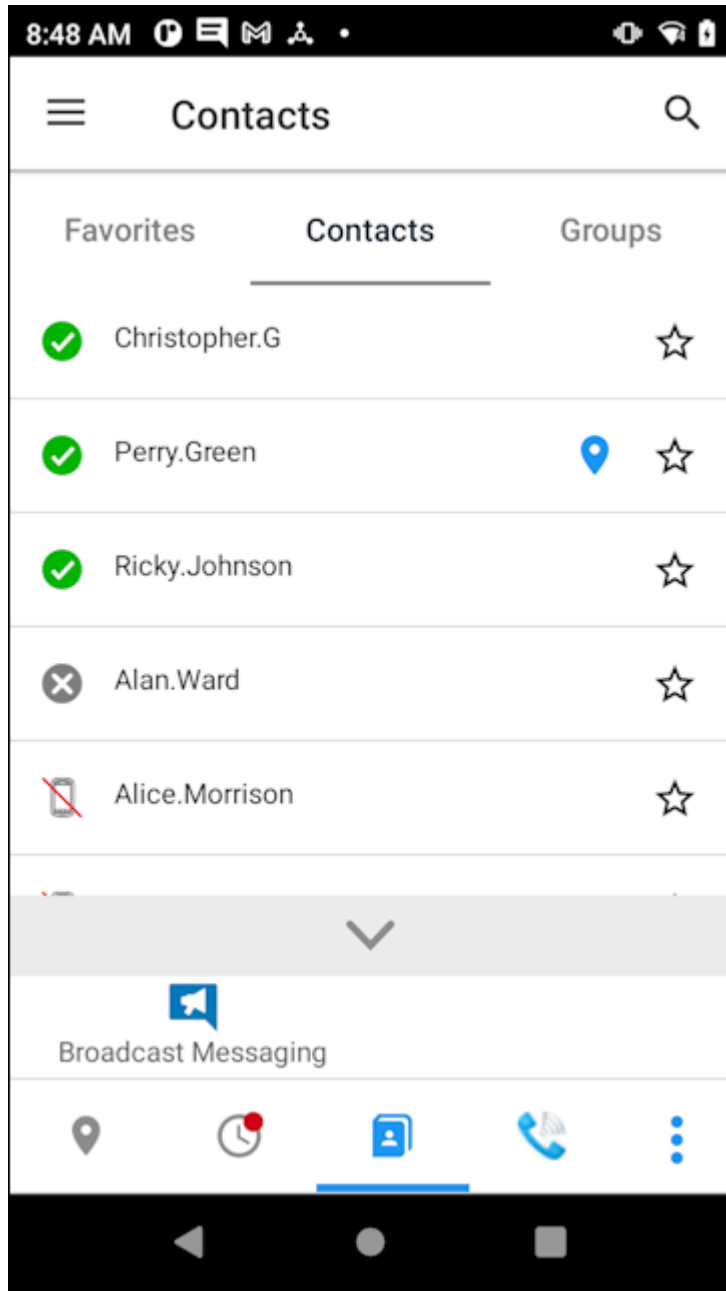 8:48 AM
Contacts
Favorites Contacts Groups
Christopher.G
Perry.Green
Ricky.Johnson
Alan.Ward
Alice.Morrison
Broadcast Messaging